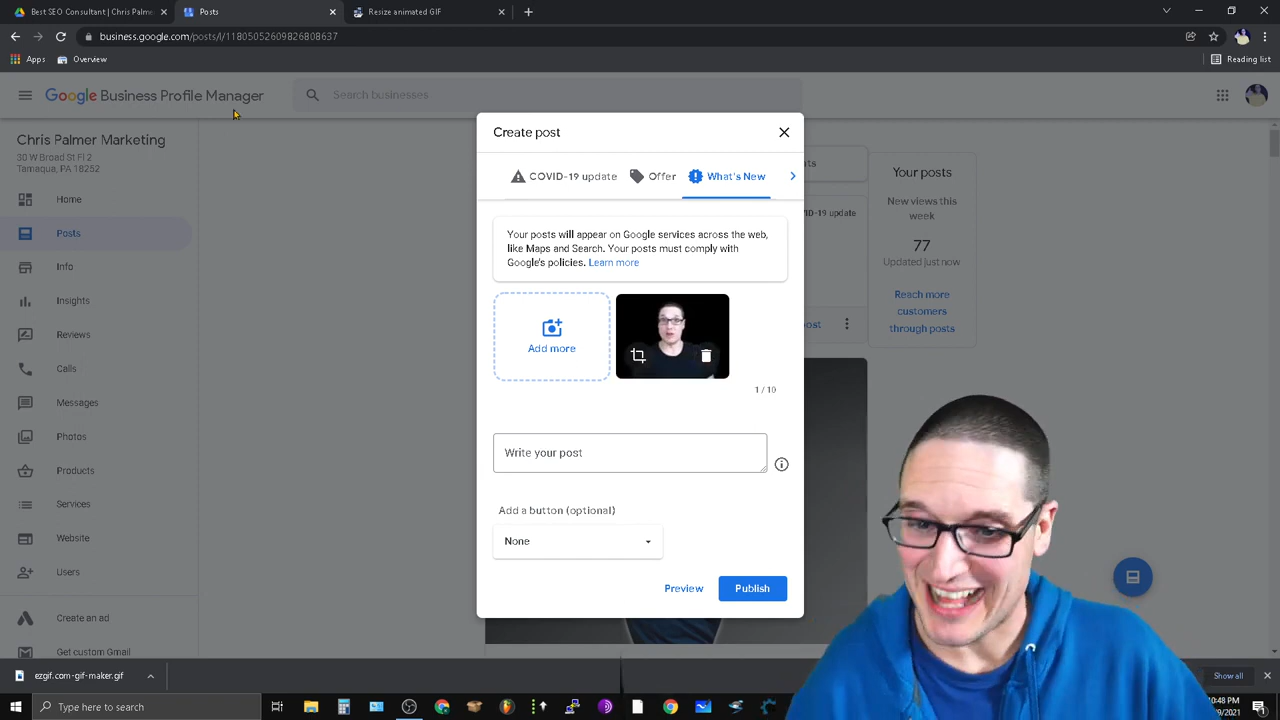 Best SEO Consultant | Chris Palme
Posts
Resize animated GIF
business.google.com/posts/l/11805052609826808637
Apps
Overview
Reading list
Google Business Profile Manager
Search businesses
Chris Palmer Marketing
30 W Broad St Fl 2
Tamaqua, PA 18252
Home
Posts
Info
Insights
Reviews
Calls
Messages
Photos
Products
Services
Website
Users
Create an ad
Get custom Gmail
Create post
COVID-19 update
Offer
What's New
Your posts will appear on Google services across the web,
like Maps and Search. Your posts must comply with
Google's policies. Learn more
Add more
1 / 10
Write your post
Add a button (optional)
None
Preview
Publish
Your posts
New views this
week
77
Updated just now
Reach more
customers
through posts
ezgif.com-gif-maker.gif
Show all
Type here to search